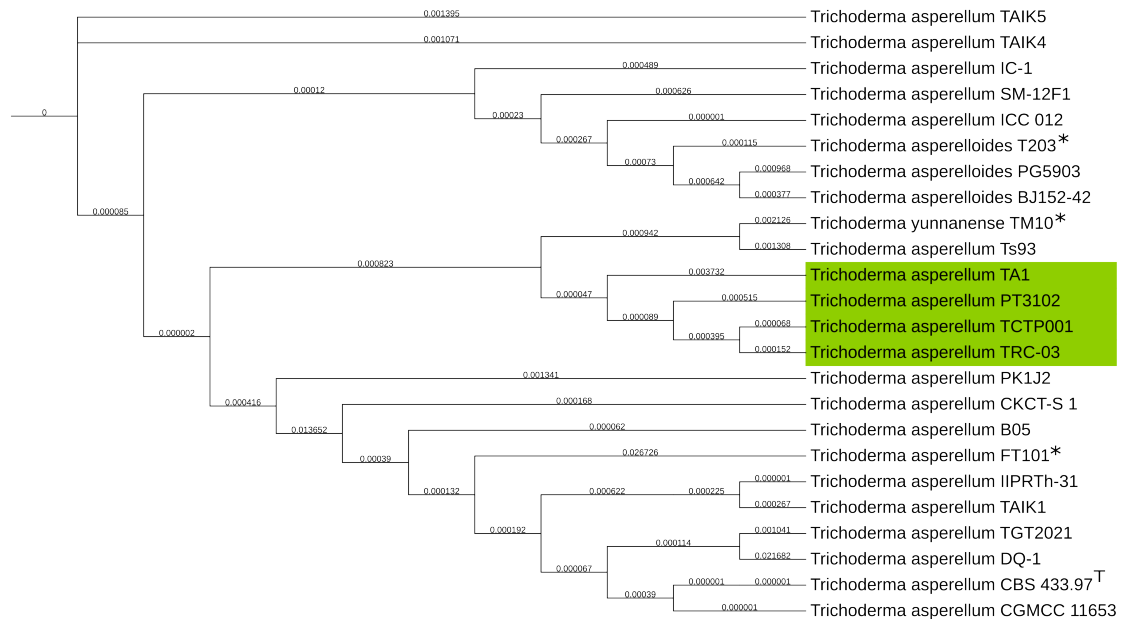 0.001395 Trichoderma asperellum TAIK5
0.001071 Trichoderma asperellum TAIK4
0.000489 Trichoderma asperellum IC-1
0.00012 0.000626 Trichoderma asperellum SM-12F1
0 0.00023 0.000001 Trichoderma asperellum ICC 012
0.000267 0.000115 Trichoderma asperelloides T203*
0.00073 0.000968 Trichoderma asperelloides PG5903
0.000642 0.000377 Trichoderma asperelloides BJ152-42
0.000085 0.002126 Trichoderma yunnanense TM10*
0.000942 0.001308 Trichoderma asperellum Ts93
0.000823 0.003732 Trichoderma asperellum TA1
0.000047 0.000515 Trichoderma asperellum PT3102
0.000089 0.000068 Trichoderma asperellum TCTP001
0.000002 0.000395 0.000152 Trichoderma asperellum TRC-03
0.001341 Trichoderma asperellum PK1J2
0.000416 0.000168 Trichoderma asperellum CKCT-S 1
0.013652 0.000062 Trichoderma asperellum B05
0.00039 0.026726 Trichoderma asperellum FT101*
0.000132 0.000622 0.000225 0.000001 Trichoderma asperellum IIPRTh-31
0.000267 Trichoderma asperellum TAIK1
0.000192 0.001041 Trichoderma asperellum TGT2021
0.000114 0.021682 Trichoderma asperellum DQ-1
0.000067 0.000001 0.000001 Trichoderma asperellum CBS 433.97T
0.00039 0.000001 Trichoderma asperellum CGMCC 11653